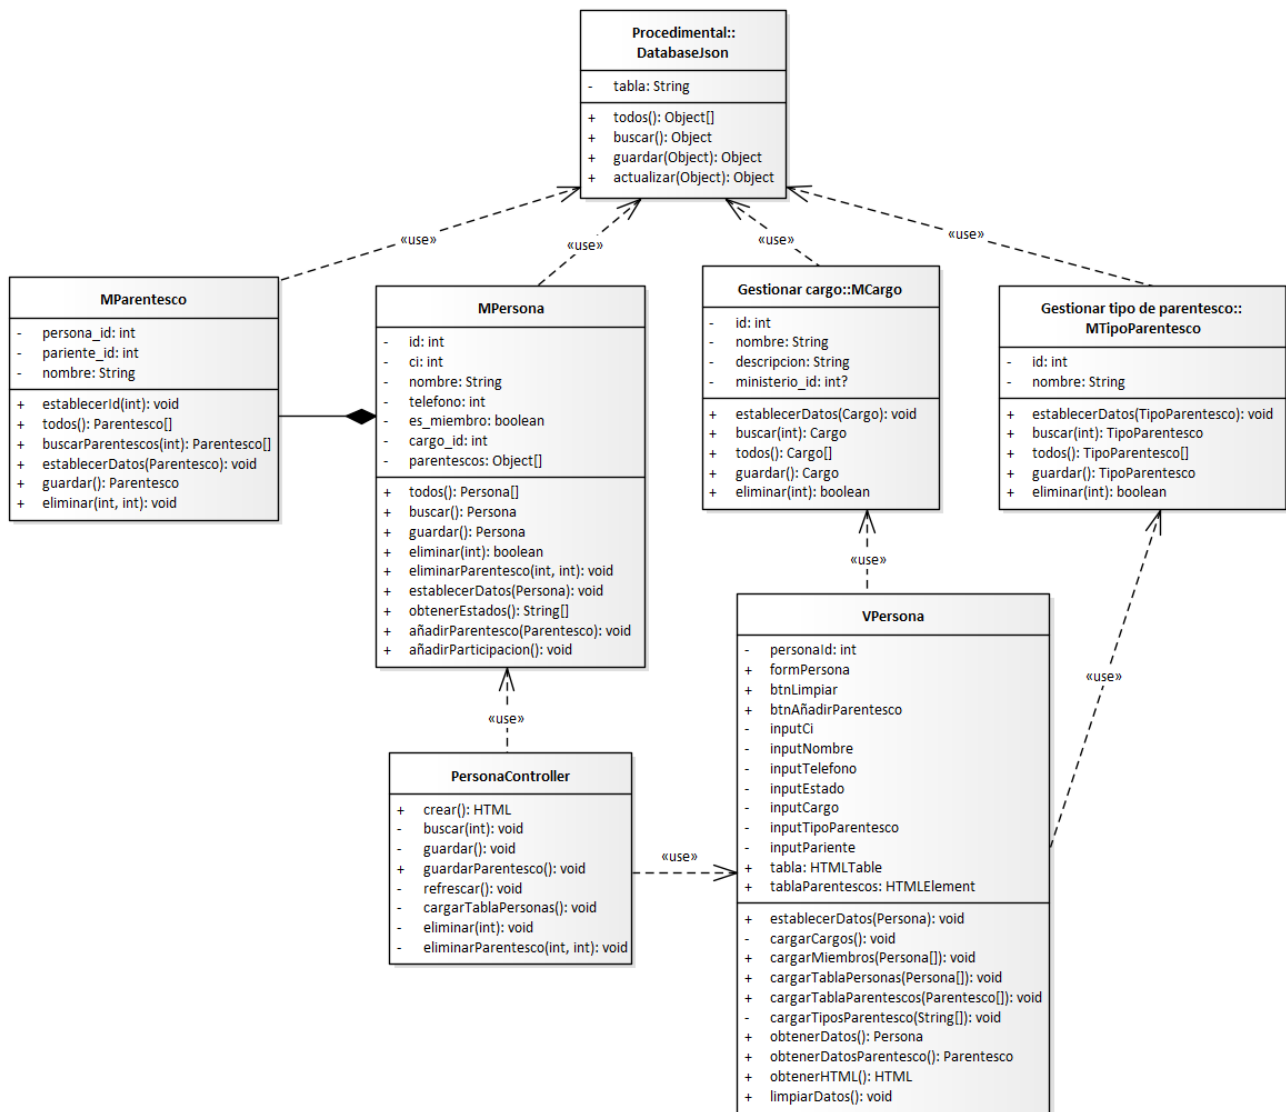 Procedimental::
DatabaseJson
- tabla: String
+ todos(): Object[]
+ buscar(): Object
+ guardar(Object): Object
+ actualizar(Object): Object
«use»
«use»
«use»
«use»
MParentesco
- persona_id: int
- pariente_id: int
- nombre: String
+ establecerId(int): void
+ todos(): Parentesco[]
+ buscarParentescos(int): Parentesco[]
+ establecerDatos(Parentesco): void
+ guardar(): Parentesco
+ eliminar(int, int): void
MPersona
- id: int
- ci: int
- nombre: String
- telefono: int
- es_miembro: boolean
- cargo_id: int
- parentescos: Object[]
+ todos(): Persona[]
+ buscar(): Persona
+ guardar(): Persona
+ eliminar(int): boolean
+ eliminarParentesco(int, int): void
+ establecerDatos(Persona): void
+ obtenerEstados(): String[]
+ añadirParentesco(Parentesco): void
+ añadirParticipacion(): void
Gestionar cargo::MCargo
- id: int
- nombre: String
- descripcion: String
- ministerio_id: int?
+ establecerDatos(Cargo): void
+ buscar(int): Cargo
+ todos(): Cargo[]
+ guardar(): Cargo
+ eliminar(int): boolean
Gestionar tipo de parentesco::
MTipoParentesco
- id: int
- nombre: String
+ establecerDatos(TipoParentesco): void
+ buscar(int): TipoParentesco
+ todos(): TipoParentesco[]
+ guardar(): TipoParentesco
+ eliminar(int): boolean
«use»
«use»
«use»
«use»
PersonaController
+ crear(): HTML
- buscar(int): void
- guardar(): void
+ guardarParentesco(): void
- refrescar(): void
- cargarTablaPersonas(): void
- eliminar(int): void
- eliminarParentesco(int, int): void
VPersona
- personaId: int
+ formPersona
+ btnLimpiar
+ btnAñadirParentesco
- inputCi
- inputNombre
- inputTelefono
- inputEstado
- inputCargo
- inputTipoParentesco
- inputPariente
+ tabla: HTMLTable
+ tablaParentescos: HTMLElement
+ establecerDatos(Persona): void
- cargarCargos(): void
+ cargarMiembros(Persona[]): void
+ cargarTablaPersonas(Persona[]): void
+ cargarTablaParentescos(Parentesco[]): void
- cargarTiposParentesco(String[]): void
+ obtenerDatos(): Persona
+ obtenerDatosParentesco(): Parentesco
+ obtenerHTML(): HTML
+ limpiarDatos(): void